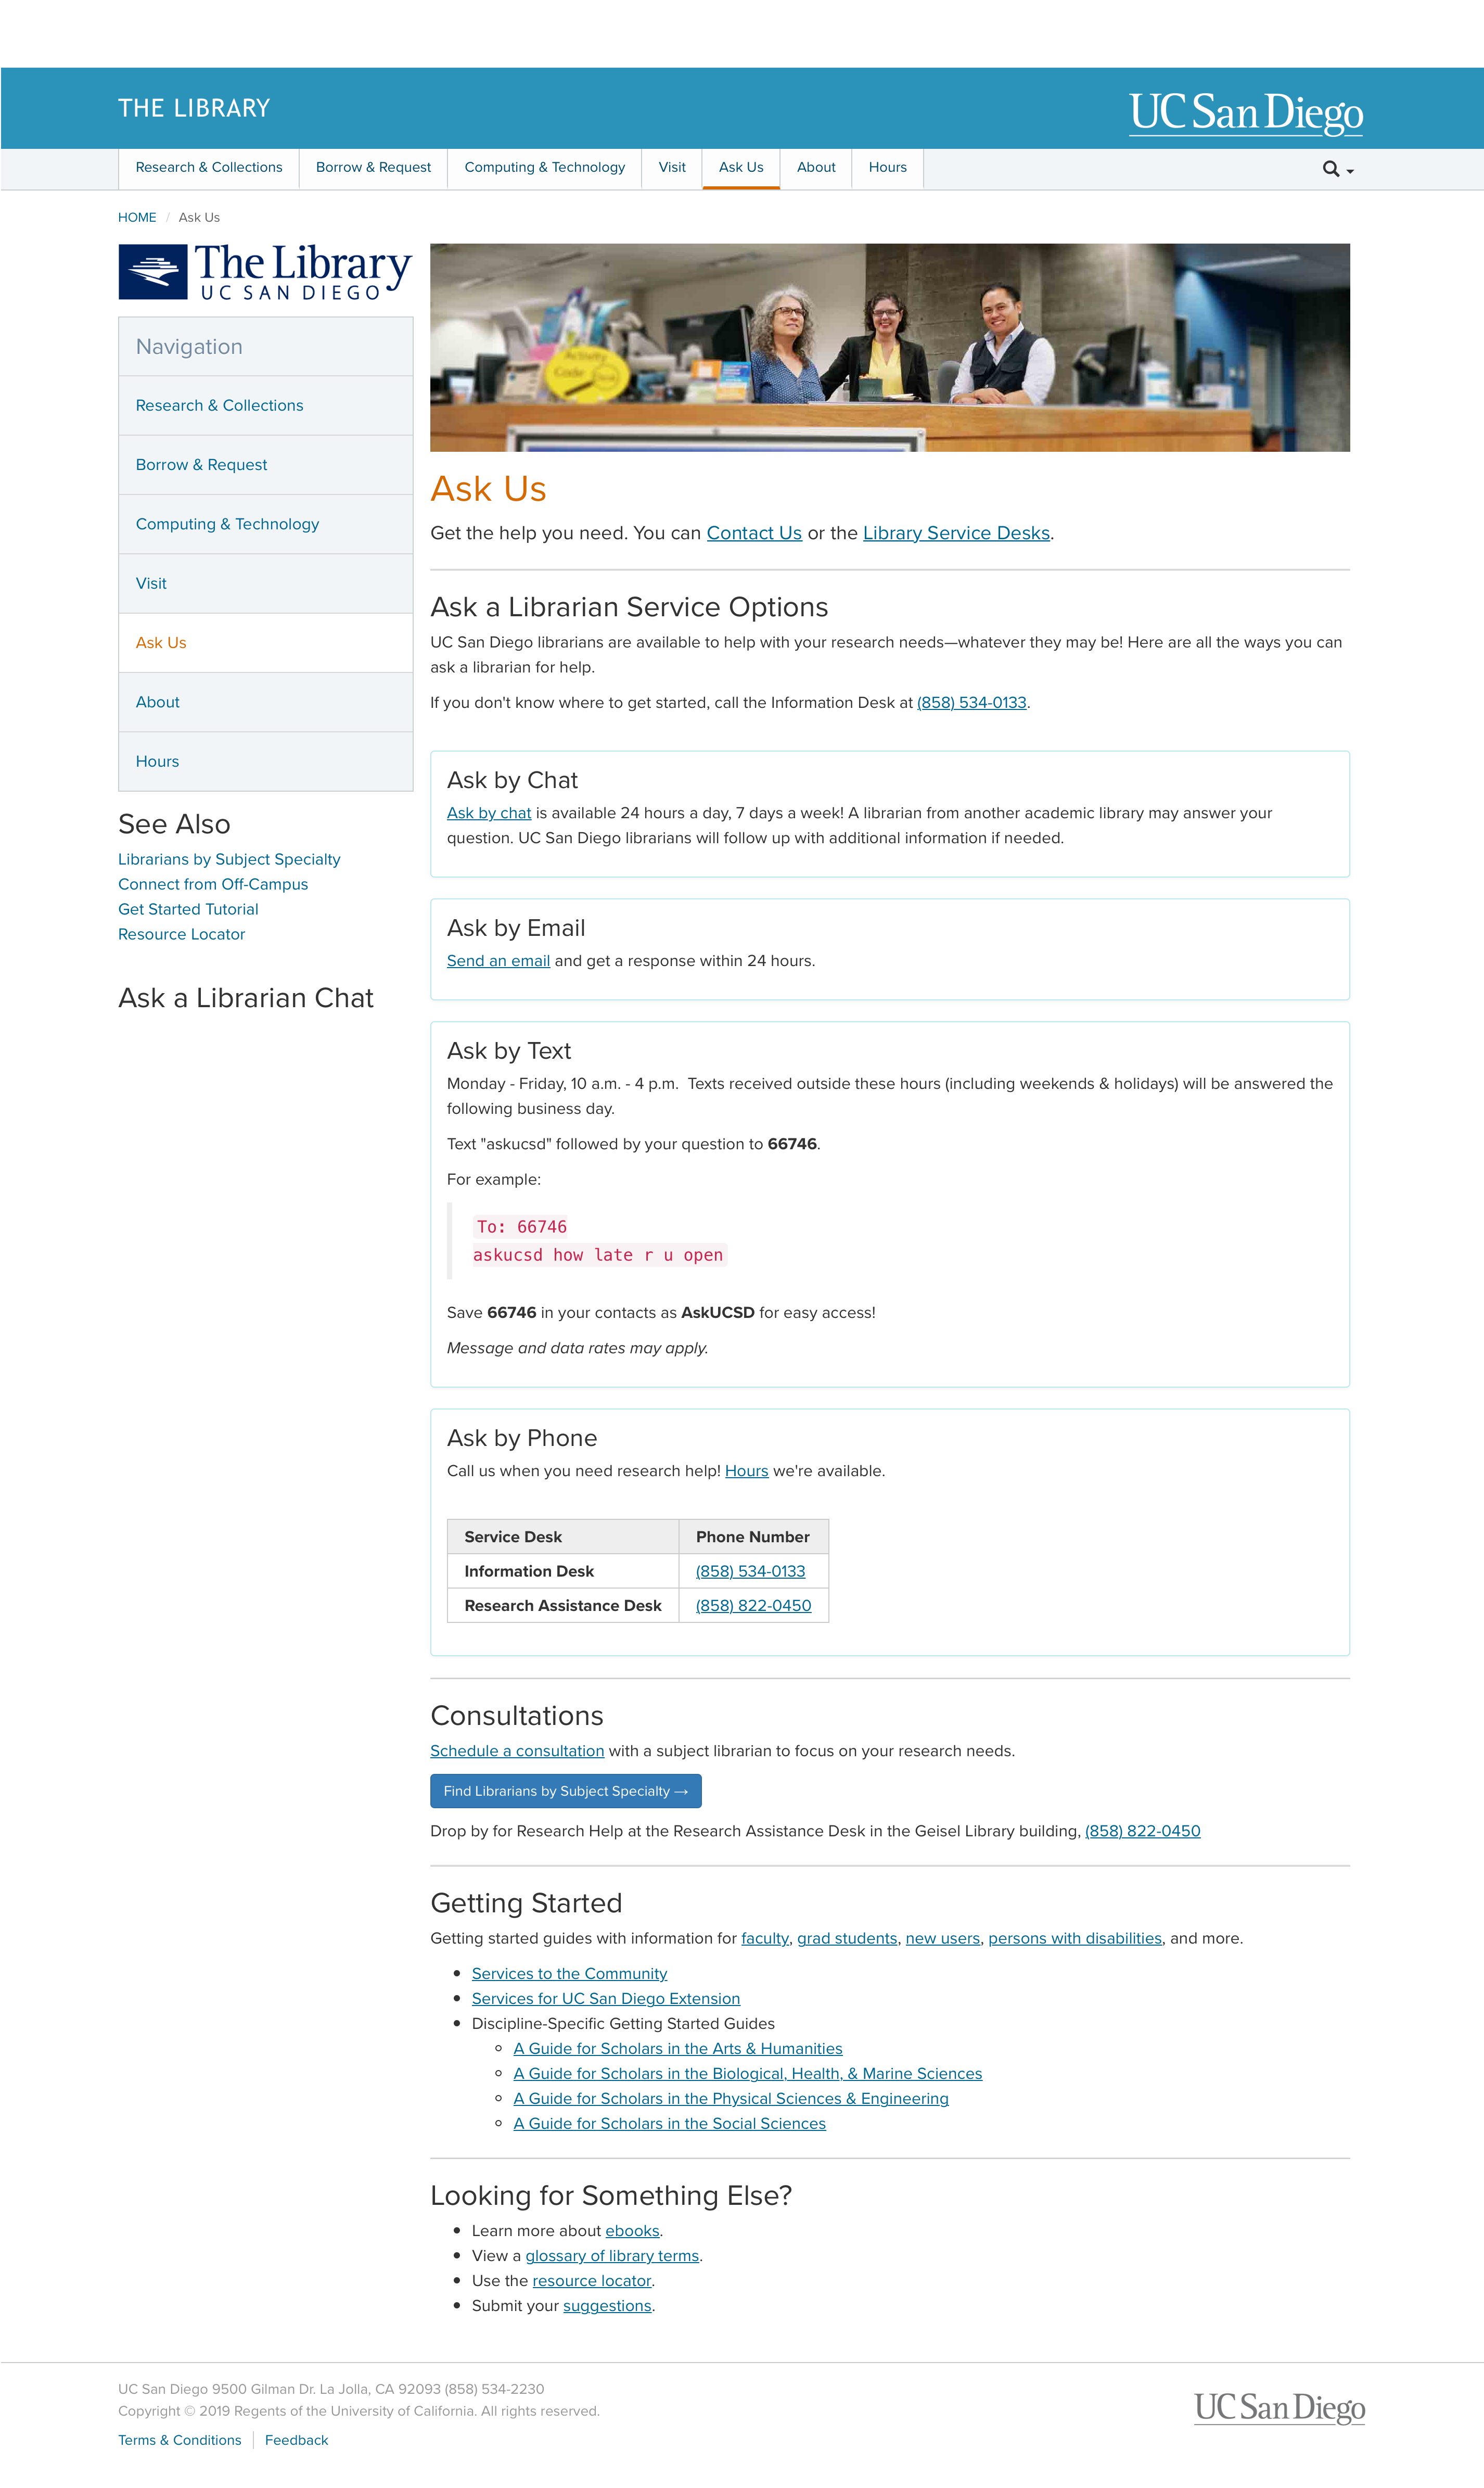 THE LIBRARY
UC San Diego
Research & Collections
Borrow & Request
Computing & Technology
Visit
Ask Us
About
Hours
HOME / Ask Us
The Library
UC SAN DIEGO
Navigation
Research & Collections
Borrow & Request
Computing & Technology
Visit
Ask Us
About
Hours
See Also
Librarians by Subject Specialty
Connect from Off-Campus
Get Started Tutorial
Resource Locator
Ask a Librarian Chat
Activity
Code
Ask Us
Get the help you need. You can Contact Us or the Library Service Desks.
Ask a Librarian Service Options
UC San Diego librarians are available to help with your research needs—whatever they may be! Here are all the ways you can
ask a librarian for help.
If you don't know where to get started, call the Information Desk at (858) 534-0133.
Ask by Chat
Ask by chat is available 24 hours a day, 7 days a week! A librarian from another academic library may answer your
question. UC San Diego librarians will follow up with additional information if needed.
Ask by Email
Send an email and get a response within 24 hours.
Ask by Text
Monday - Friday, 10 a.m. - 4 p.m.  Texts received outside these hours (including weekends & holidays) will be answered the
following business day.
Text "askucsd" followed by your question to 66746.
For example:
To: 66746
askucsd how late r u open
Save 66746 in your contacts as AskUCSD for easy access!
Message and data rates may apply.
Ask by Phone
Call us when you need research help! Hours we're available.
Service Desk Phone Number
Information Desk (858) 534-0133
Research Assistance Desk (858) 822-0450
Consultations
Schedule a consultation with a subject librarian to focus on your research needs.
Find Librarians by Subject Specialty →
Drop by for Research Help at the Research Assistance Desk in the Geisel Library building, (858) 822-0450
Getting Started
Getting started guides with information for faculty, grad students, new users, persons with disabilities, and more.
Services to the Community
Services for UC San Diego Extension
Discipline-Specific Getting Started Guides
A Guide for Scholars in the Arts & Humanities
A Guide for Scholars in the Biological, Health, & Marine Sciences
A Guide for Scholars in the Physical Sciences & Engineering
A Guide for Scholars in the Social Sciences
Looking for Something Else?
Learn more about ebooks.
View a glossary of library terms.
Use the resource locator.
Submit your suggestions.
UC San Diego 9500 Gilman Dr. La Jolla, CA 92093 (858) 534-2230
Copyright © 2019 Regents of the University of California. All rights reserved.
Terms & Conditions
Feedback
UC San Diego